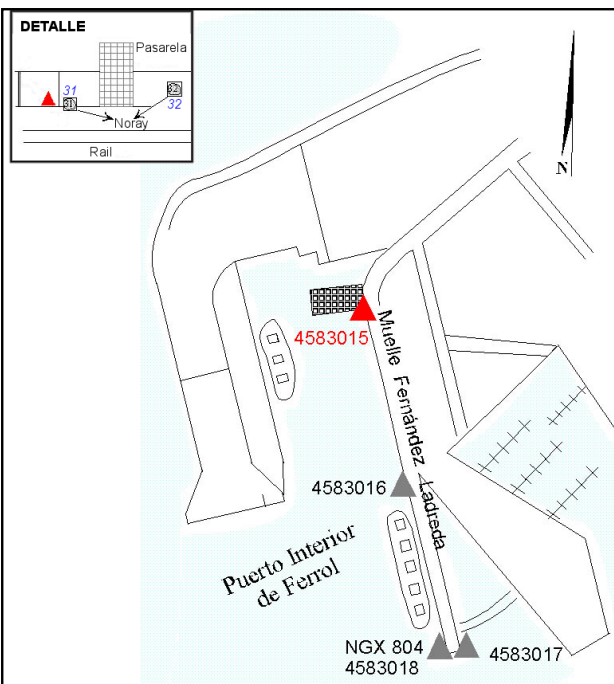 DETALLE
Pasarela
31
31
32
32
Noray
Rail
N
4583015
Muelle Fernández Ladreda
4583016
Puerto Interior
de Ferrol
NGX 804
4583018
4583017